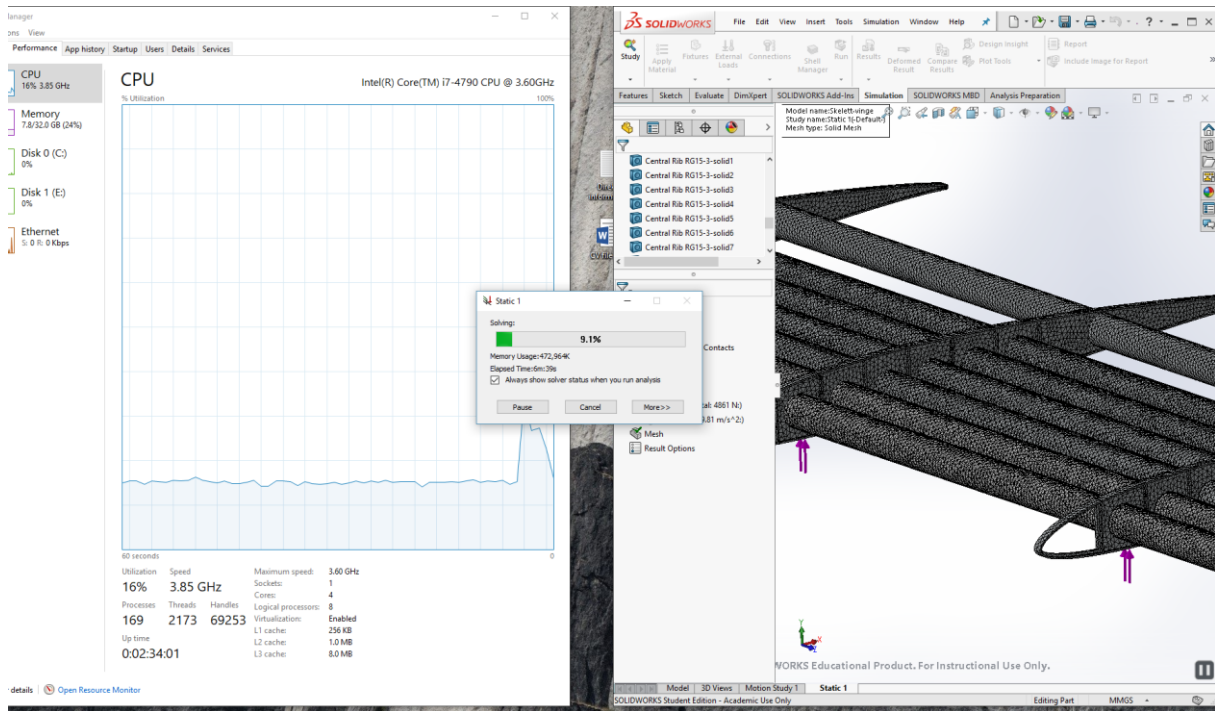 Manager
ons View
Performance App history Startup Users Details Services
CPU
16% 3.85 GHz
Memory
7.8/32.0 GB (24%)
Disk 0 (C:)
0%
Disk 1 (E:)
0%
Ethernet
S: 0 R: 0 Kbps
CPU
Intel(R) Core(TM) i7-4790 CPU @ 3.60GHz
% Utilization
100%
60 seconds
0
Utilization Speed
16% 3.85 GHz
Processes Threads Handles
169 2173 69253
Up time
0:02:34:01
Maximum speed: 3.60 GHz
Sockets: 1
Cores: 4
Logical processors: 8
Virtualization: Enabled
L1 cache: 256 KB
L2 cache: 1.0 MB
L3 cache: 8.0 MB
details Open Resource Monitor
Static 1
Solving:
9.1%
Memory Usage:472,964K
Elapsed Time:6m:39s
Always show solver status when you run analysis
Pause Cancel More>>
SOLIDWORKS File Edit View Insert Tools Simulation Window Help
Study
Apply Material
Fixtures
External Loads
Connections
Shell Manager
Run
Results
Deformed Result
Compare Results
Design Insight
Plot Tools
Report
Include Image for Report
Features Sketch Evaluate DimXpert SOLIDWORKS Add-Ins Simulation SOLIDWORKS MBD Analysis Preparation
Model name:Skelett-vinge
Study name:Static 1(-Default-)
Mesh type: Solid Mesh
Central Rib RG15-3-solid1
Central Rib RG15-3-solid2
Central Rib RG15-3-solid3
Central Rib RG15-3-solid4
Central Rib RG15-3-solid5
Central Rib RG15-3-solid6
Central Rib RG15-3-solid7
Contacts
tal: 4861 N:)
9.81 m/s^2:)
Mesh
Result Options
Y
X
Z
WORKS Educational Product. For Instructional Use Only.
Model 3D Views Motion Study 1 Static 1
SOLIDWORKS Student Edition - Academic Use Only
Editing Part MMGS